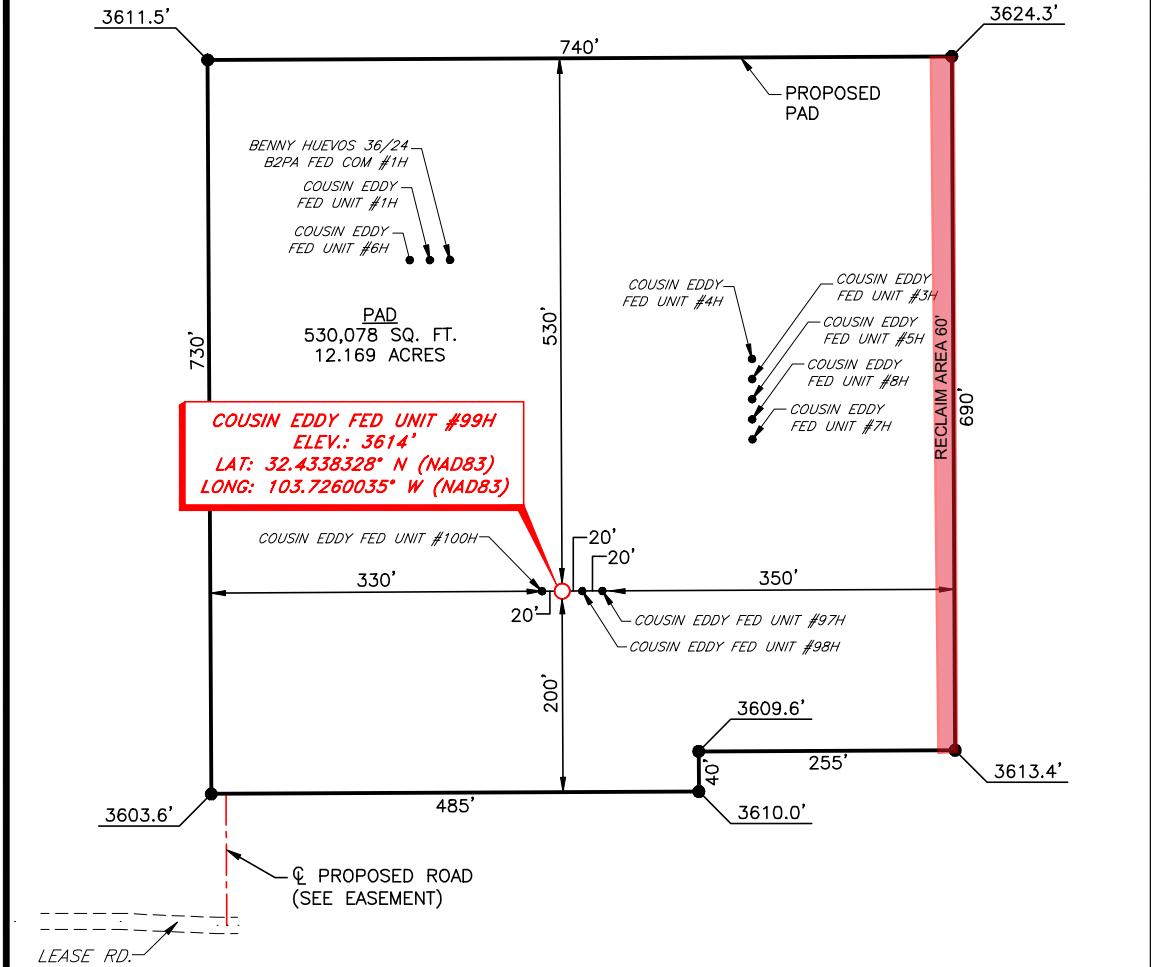 3611.5'
3624.3'
740'
PROPOSED
PAD
BENNY HUEVOS 36/24
B2PA FED COM #1H
COUSIN EDDY
FED UNIT #1H
COUSIN EDDY
FED UNIT #6H
COUSIN EDDY
FED UNIT #4H
COUSIN EDDY
FED UNIT #3H
COUSIN EDDY
FED UNIT #5H
COUSIN EDDY
FED UNIT #8H
COUSIN EDDY
FED UNIT #7H
PAD
530,078 SQ. FT.
12.169 ACRES
730'
530'
RECLAIM AREA 60'
690'
COUSIN EDDY FED UNIT #99H
ELEV.: 3614'
LAT: 32.4338328° N (NAD83)
LONG: 103.7260035° W (NAD83)
COUSIN EDDY FED UNIT #100H
20'
20'
330'
350'
20'
COUSIN EDDY FED UNIT #97H
COUSIN EDDY FED UNIT #98H
200'
3609.6'
40'
255'
3613.4'
485'
3603.6'
3610.0'
℄ PROPOSED ROAD
(SEE EASEMENT)
LEASE RD.